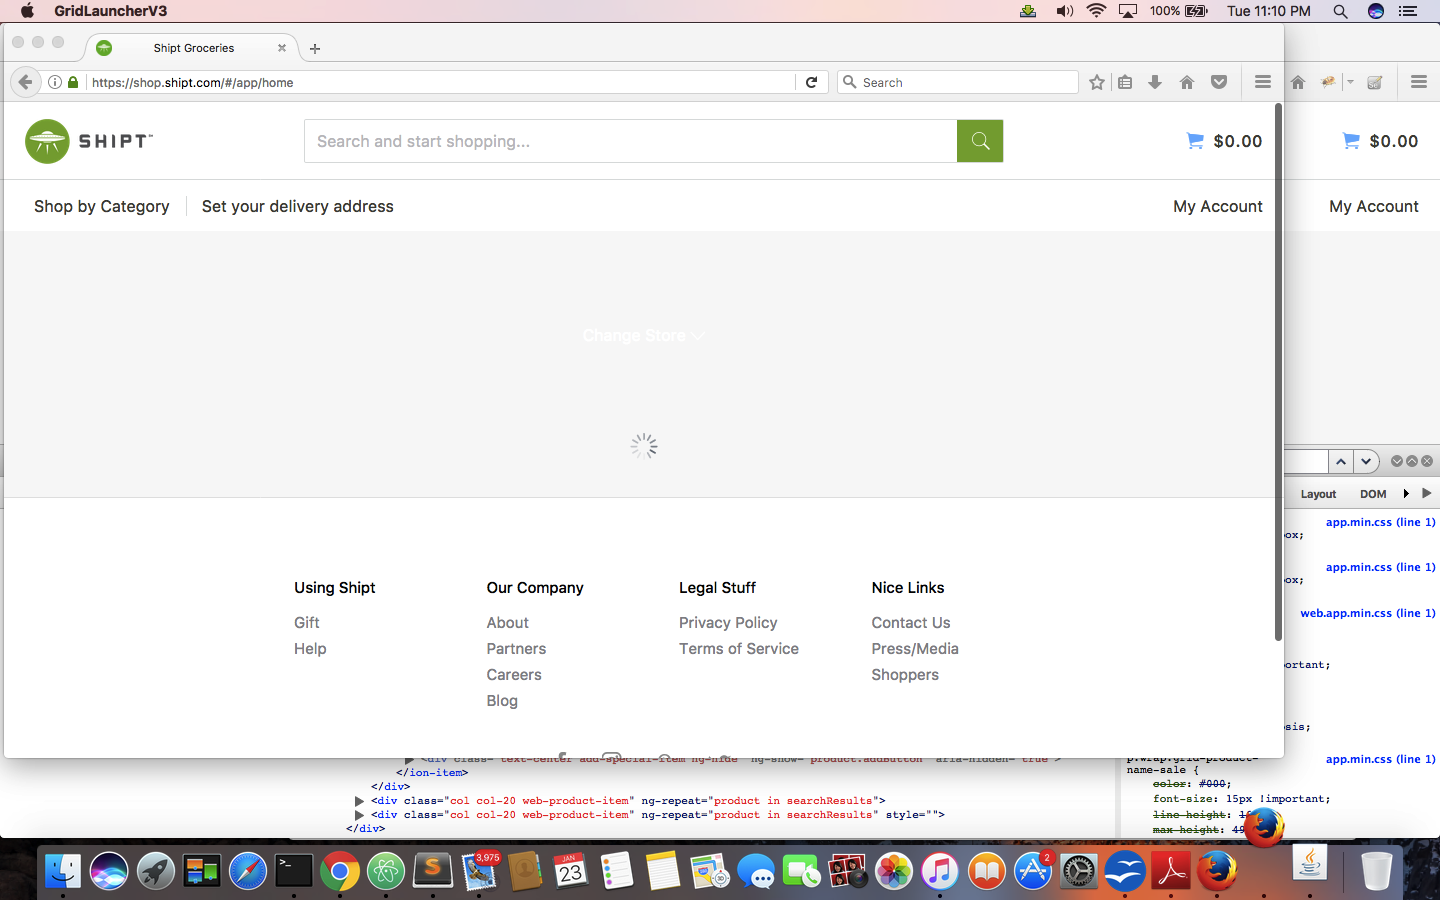 GridLauncherV3
100%
Tue 11:10 PM
Shipt Groceries
https://shop.shipt.com/#/app/home
Search
SHIPT
Search and start shopping...
$0.00
$0.00
Shop by Category
Set your delivery address
My Account
My Account
Change Store
Layout
DOM
app.min.css (line 1)
ox;
app.min.css (line 1)
ox;
web.app.min.css (line 1)
ortant;
sis;
Using Shipt
Gift
Help
Our Company
About
Partners
Careers
Blog
Legal Stuff
Privacy Policy
Terms of Service
Nice Links
Contact Us
Press/Media
Shoppers
app.min.css (line 1)
</ion-item>
</div>
<div class="col col-20 web-product-item" ng-repeat="product in searchResults">
<div class="col col-20 web-product-item" ng-repeat="product in searchResults" style="">
</div>
name-sale {
color: #000;
font-size: 15px !important;
line-height:
max-height:
3,975
JAN
23
2